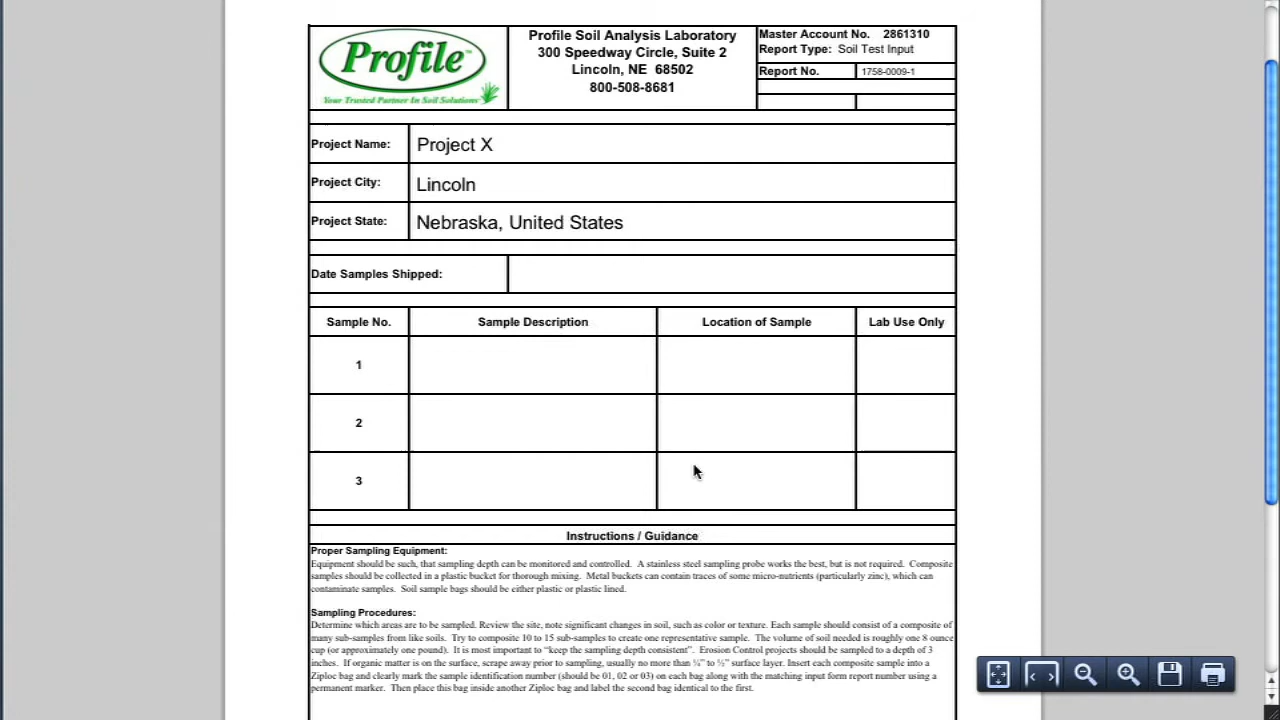 Profile™
Your Trusted Partner In Soil Solutions™
Profile Soil Analysis Laboratory
300 Speedway Circle, Suite 2
Lincoln, NE 68502
800-508-8681
Master Account No. 2861310
Report Type: Soil Test Input
Report No. 1758-0009-1
Project Name: Project X
Project City: Lincoln
Project State: Nebraska, United States
Date Samples Shipped:
Sample No. Sample Description Location of Sample Lab Use Only
1
2
3
Instructions / Guidance
Proper Sampling Equipment:
Equipment should be such, that sampling depth can be monitored and controlled. A stainless steel sampling probe works the best, but is not required. Composite
samples should be collected in a plastic bucket for thorough mixing. Metal buckets can contain traces of some micro-nutrients (particularly zinc), which can
contaminate samples. Soil sample bags should be either plastic or plastic lined.
Sampling Procedures:
Determine which areas are to be sampled. Review the site, note significant changes in soil, such as color or texture. Each sample should consist of a composite of
many sub-samples from like soils. Try to composite 10 to 15 sub-samples to create one representative sample. The volume of soil needed is roughly one 8 ounce
cup (or approximately one pound). It is most important to “keep the sampling depth consistent”. Erosion Control projects should be sampled to a depth of 3
inches. If organic matter is on the surface, scrape away prior to sampling, usually no more than ¼” to ½” surface layer. Insert each composite sample into a
Ziploc bag and clearly mark the sample identification number (should be 01, 02 or 03) on each bag along with the matching input form report number using a
permanent marker. Then place this bag inside another Ziploc bag and label the second bag identical to the first.